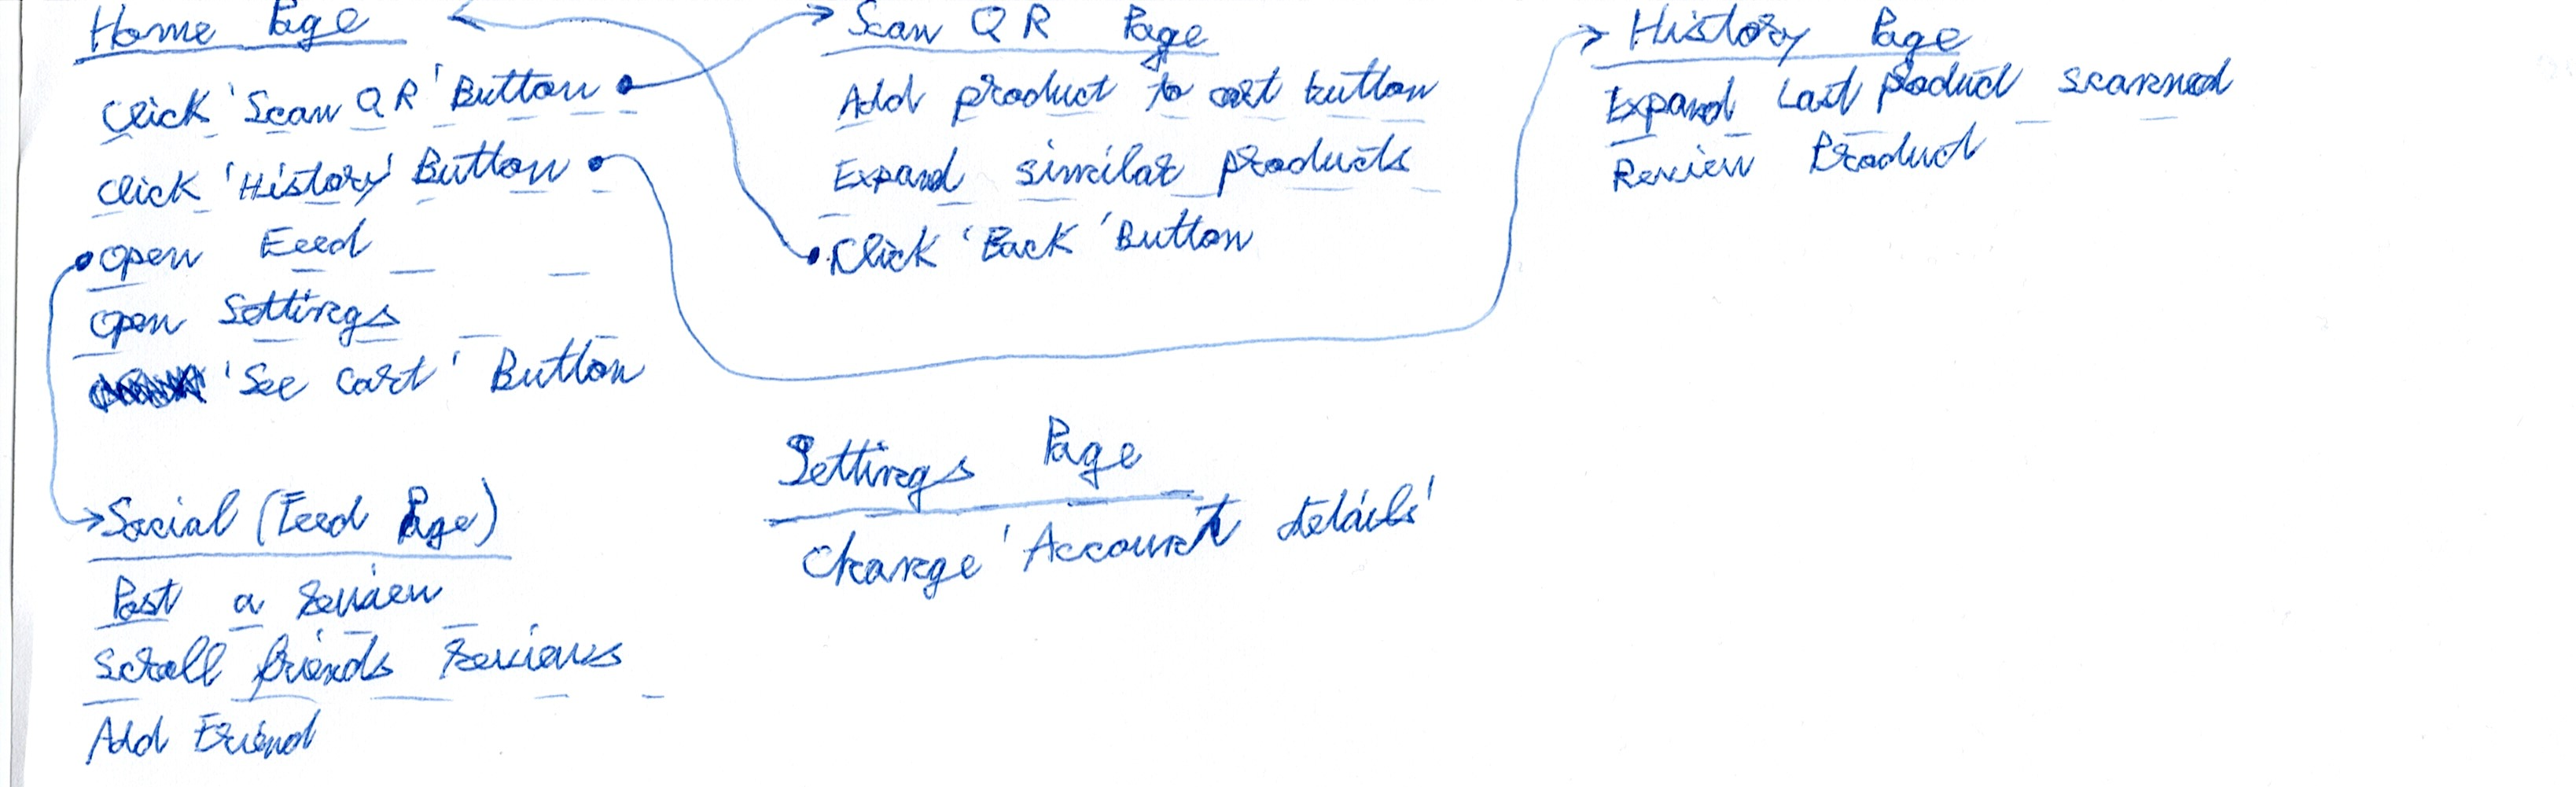 Home Page
Click 'Scan QR' Button
Click 'History' Button
Open Feed
Open Settings
'See Cart' Button
Scan QR Page
Add product to cart button
Expand similar products
Click 'Back' Button
History Page
Expand Last product scanned
Review Product
Social (Feed Page)
Post a review
Scroll friends reviews
Add Friend
Settings Page
Change 'Account details'